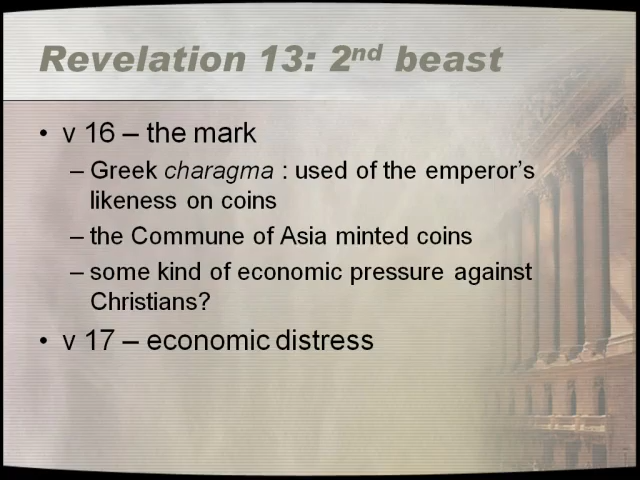 Revelation 13: 2nd beast
• v 16 – the mark
– Greek charagma : used of the emperor's
likeness on coins
– the Commune of Asia minted coins
– some kind of economic pressure against
Christians?
• v 17 – economic distress